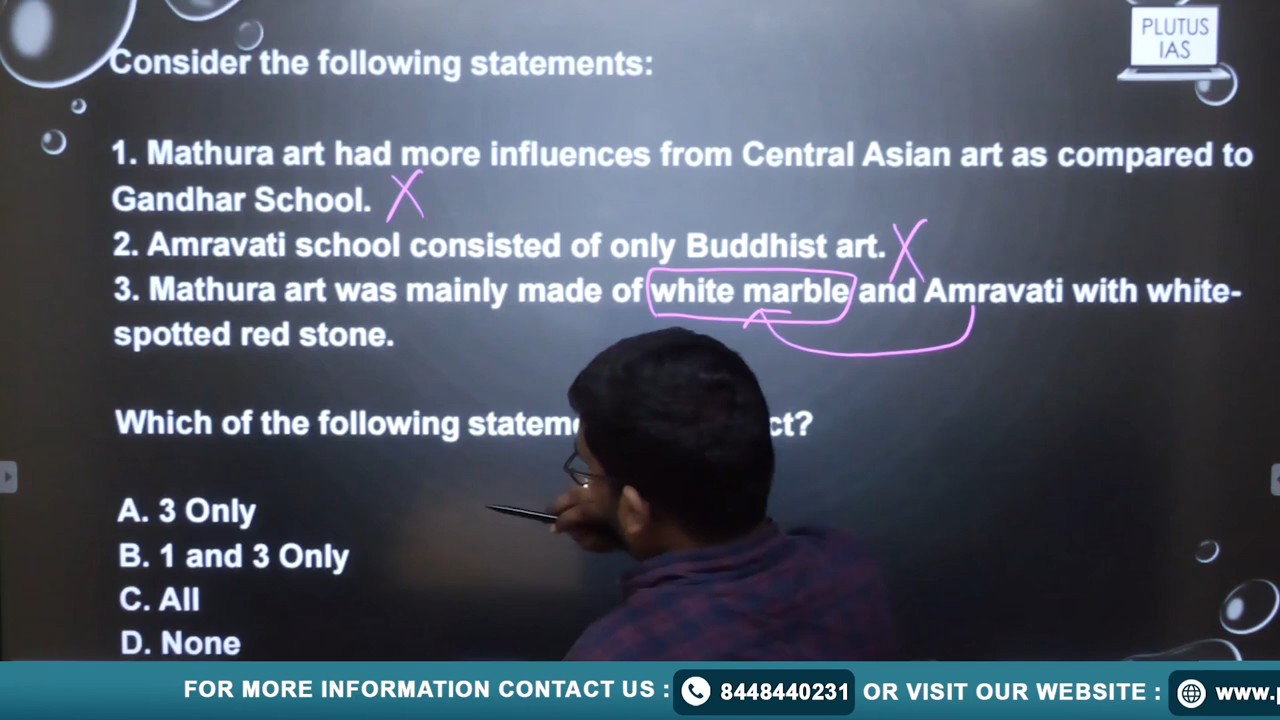 PLUTUS
IAS
Consider the following statements:
1. Mathura art had more influences from Central Asian art as compared to
Gandhar School. X
2. Amravati school consisted of only Buddhist art. X
3. Mathura art was mainly made of white marble and Amravati with white-
spotted red stone.
Which of the following
A. 3 Only
B. 1 and 3 Only
C. All
D. None
FOR MORE INFORMATION CONTACT US : 8448440231 OR VISIT OUR WEBSITE : www.